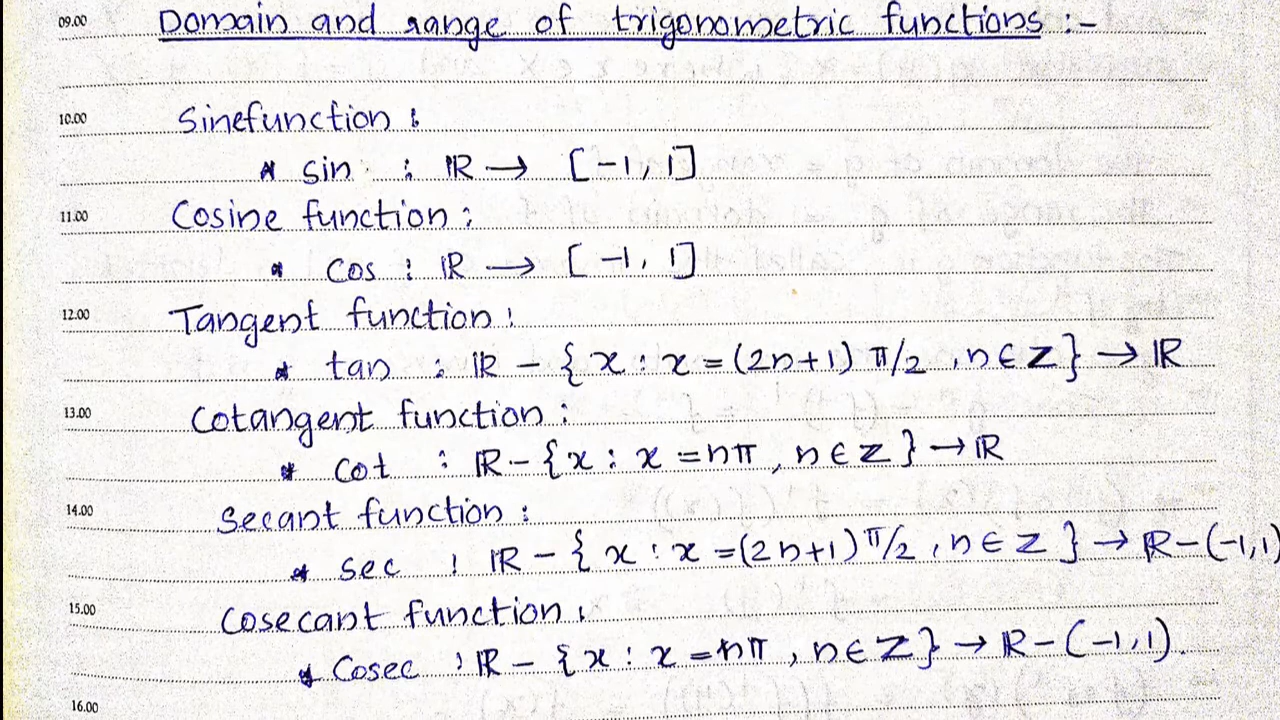 09.00 Domain and range of trigonometric functions :-
10.00 Sinefunction :
* sin : ℝ → [-1, 1]
11.00 Cosine function :
* cos : ℝ → [-1, 1]
12.00 Tangent function :
* tan : ℝ - {x : x = (2n+1) π/2 , n ∈ Z} → ℝ
13.00 Cotangent function :
* cot : ℝ - {x : x = nπ , n ∈ Z} → ℝ
14.00 Secant function :
* sec : ℝ - {x : x = (2n+1) π/2 , n ∈ Z} → ℝ - (-1,1)
15.00 Cosecant function :
* Cosec : ℝ - {x : x = nπ , n ∈ Z} → ℝ - (-1,1).
16.00